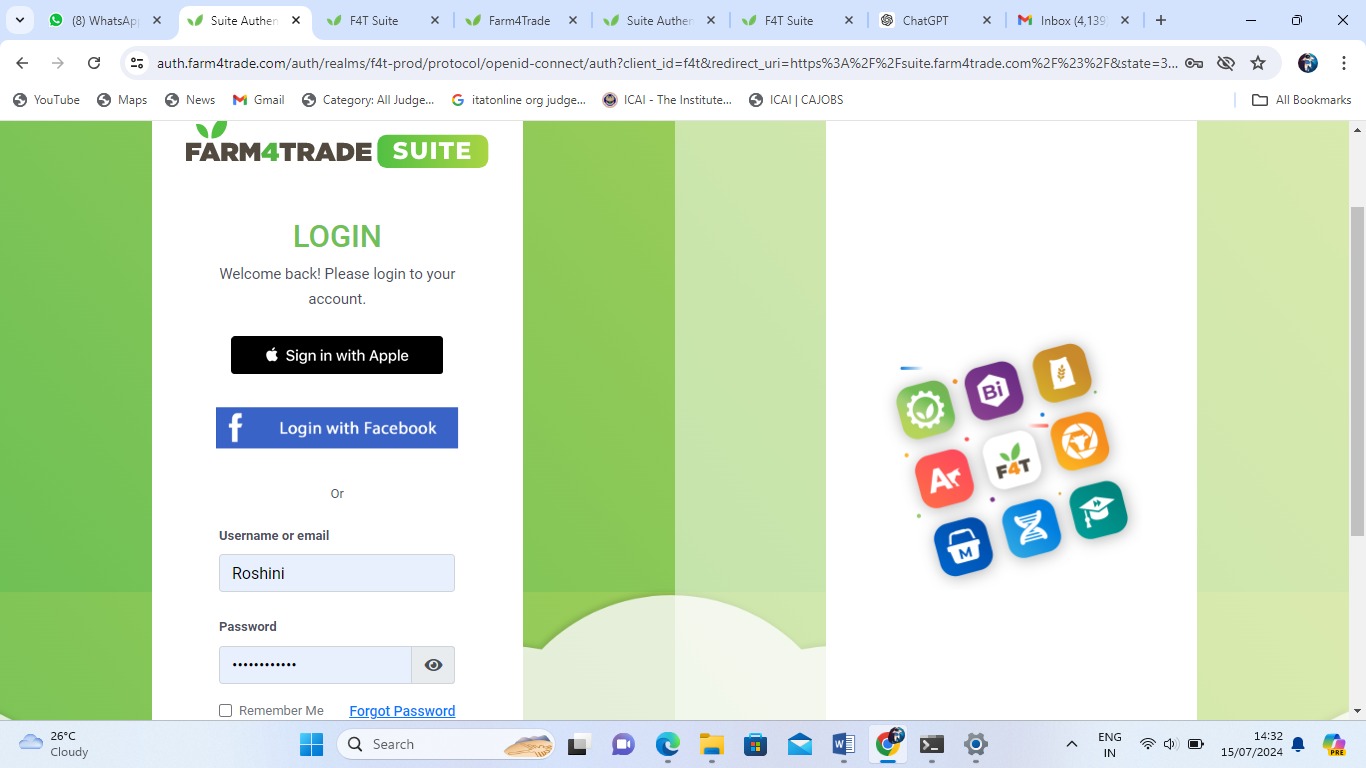 (8) WhatsAp
Suite Authen
F4T Suite
Farm4Trade
Suite Authen
F4T Suite
ChatGPT
Inbox (4,139
auth.farm4trade.com/auth/realms/f4t-prod/protocol/openid-connect/auth?client_id=f4t&redirect_uri=https%3A%2F%2Fsuite.farm4trade.com%2F%23%2F&state=3...
YouTube
Maps
News
Gmail
Category: All Judge...
itatonline org judge...
ICAI - The Institute...
ICAI | CAJOBS
All Bookmarks
FARM4TRADE SUITE
LOGIN
Welcome back! Please login to your
account.
Sign in with Apple
Login with Facebook
Or
Username or email
Roshini
Password
••••••••••••
Remember Me
Forgot Password
Bi
A
F4T
M
26°C
Cloudy
Search
ENG
IN
14:32
15/07/2024
PRE